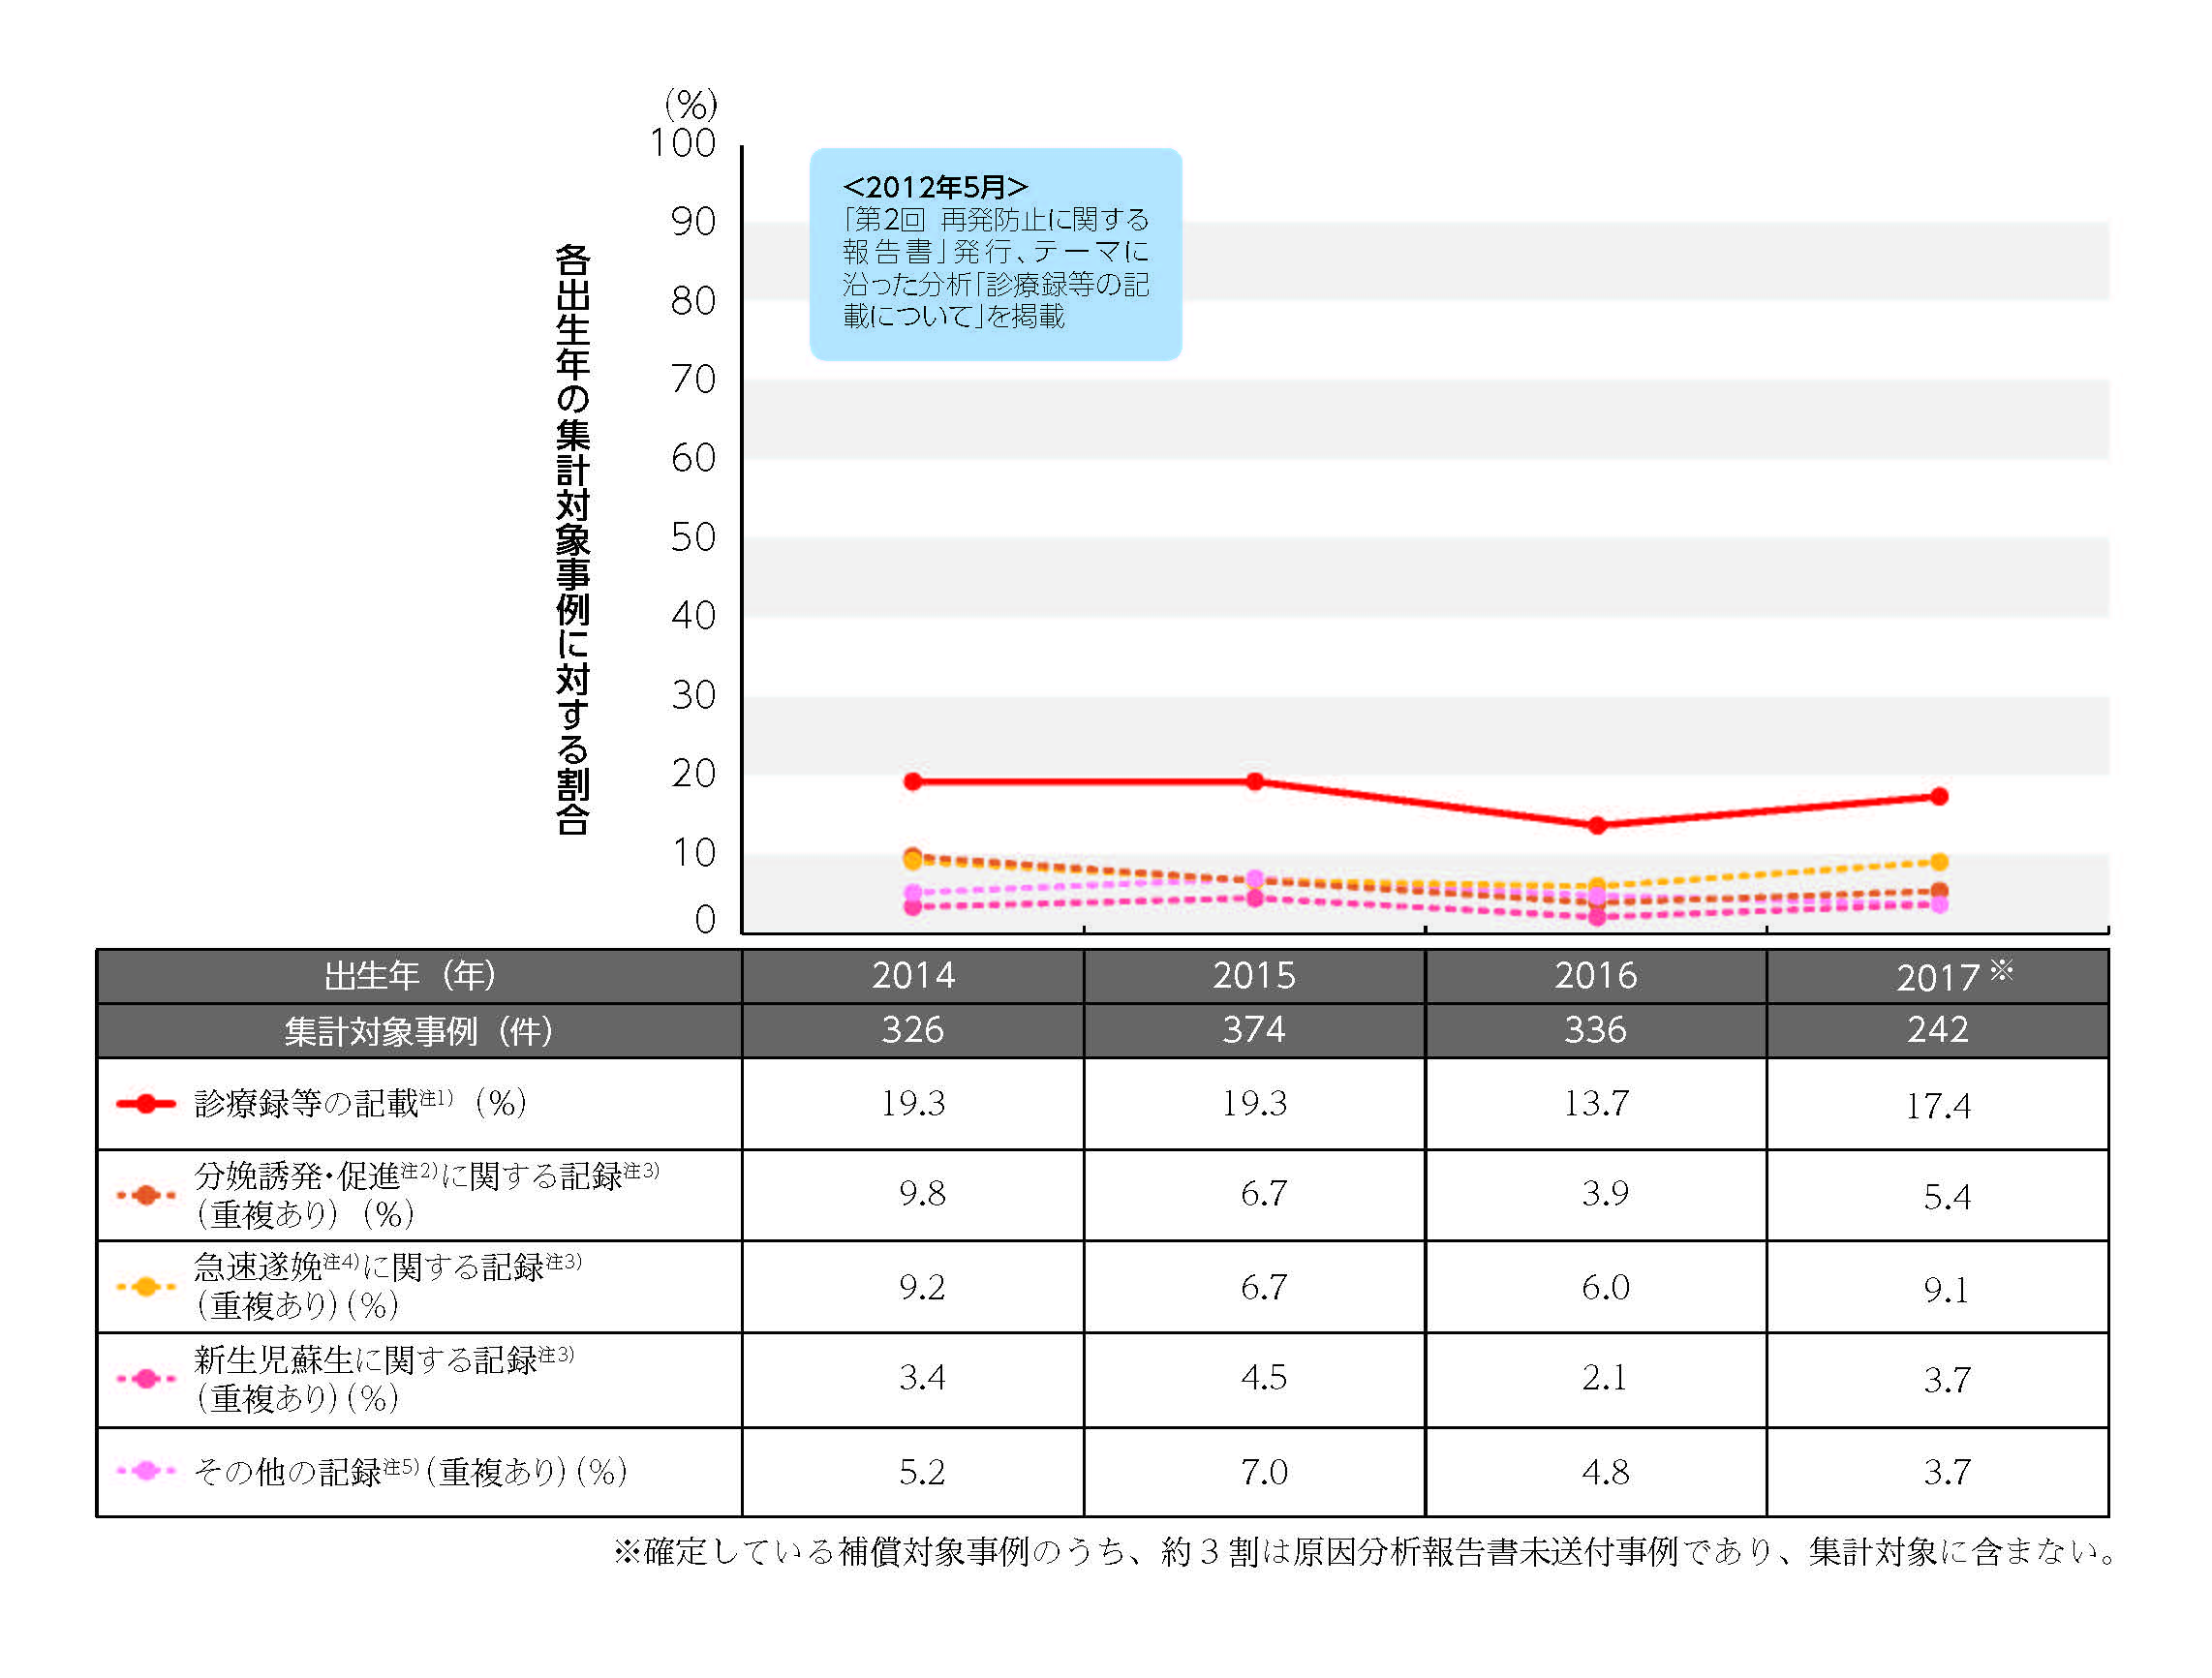 (%)
100
90
80
70
60
50
40
30
20
10
0
各出生年の集計対象事例に対する割合
<2012年5月>
「第2回 再発防止に関する
報告書」発行、テーマに
沿った分析「診療録等の記
載について」を掲載
出生年（年） 2014 2015 2016 2017※
集計対象事例（件） 326 374 336 242
診療録等の記載注1)（%） 19.3 19.3 13.7 17.4
分娩誘発・促進注2)に関する記録注3)
（重複あり）（%） 9.8 6.7 3.9 5.4
急速遂娩注4)に関する記録注3)
（重複あり）（%） 9.2 6.7 6.0 9.1
新生児蘇生に関する記録注3)
（重複あり）（%） 3.4 4.5 2.1 3.7
その他の記録注5)（重複あり）（%） 5.2 7.0 4.8 3.7
※確定している補償対象事例のうち、約3割は原因分析報告書未送付事例であり、集計対象に含まない。